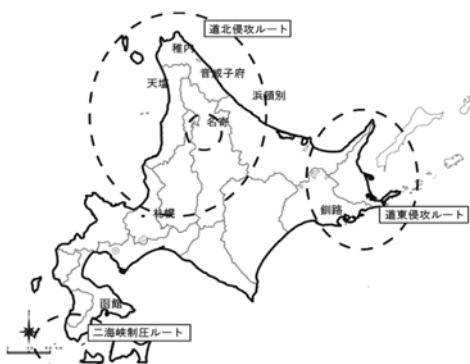 道北侵攻ルート
稚内
天塩
音威子府
浜頓別
名寄
札幌
釧路
道東侵攻ルート
函館
二海峡制圧ルート